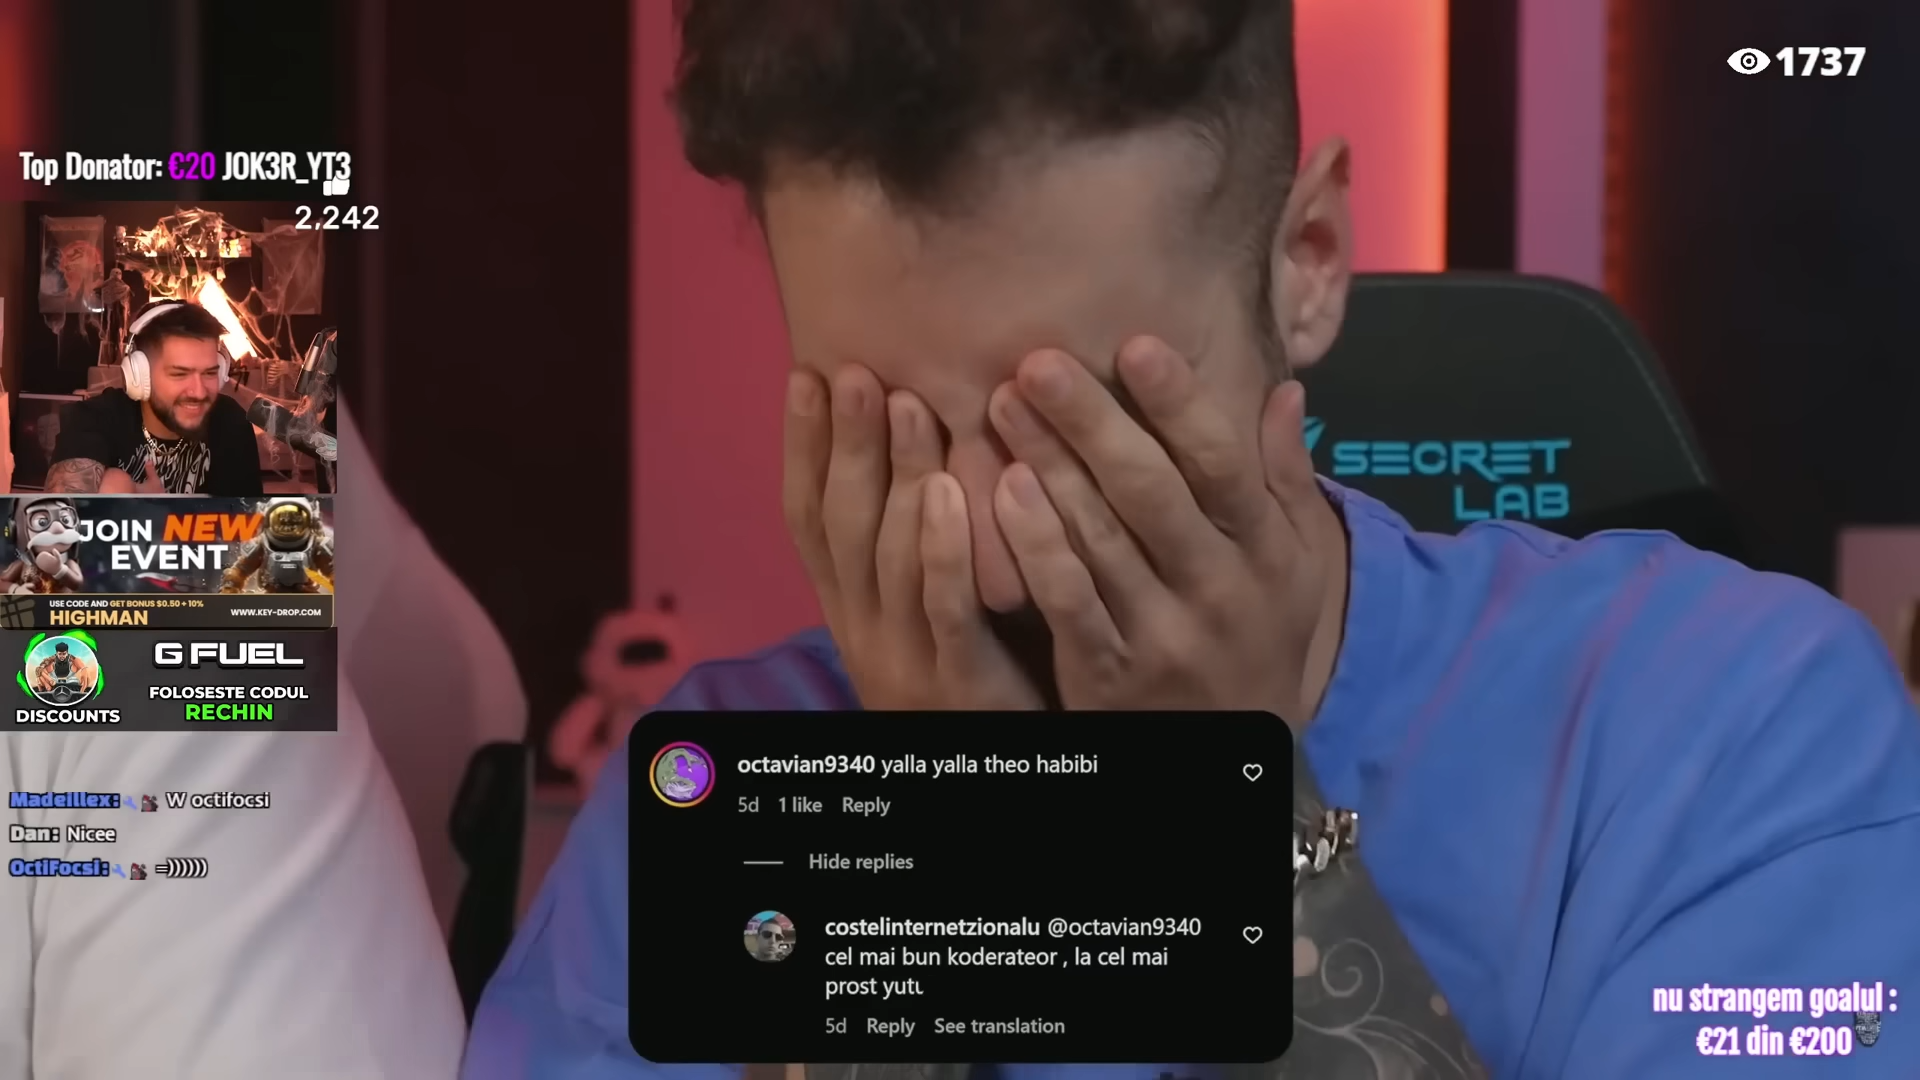 1737
Top Donator: €20 JOK3R_YT3
2,242
JOIN NEW
EVENT
USE CODE AND GET BONUS $0.50 + 10%
HIGHMAN
WWW.KEY-DROP.COM
G FUEL
FOLOSESTE CODUL
RECHIN
DISCOUNTS
SECRET
LAB
Madeillex: W octifocsi
Dan: Nicee
OctiFocsi: =))))))
octavian9340 yalla yalla theo habibi
5d 1 like Reply
Hide replies
costelinternetzionalu @octavian9340
cel mai bun koderateor , la cel mai
prost yutu
5d Reply See translation
nu strangem goalul :
€21 din €200